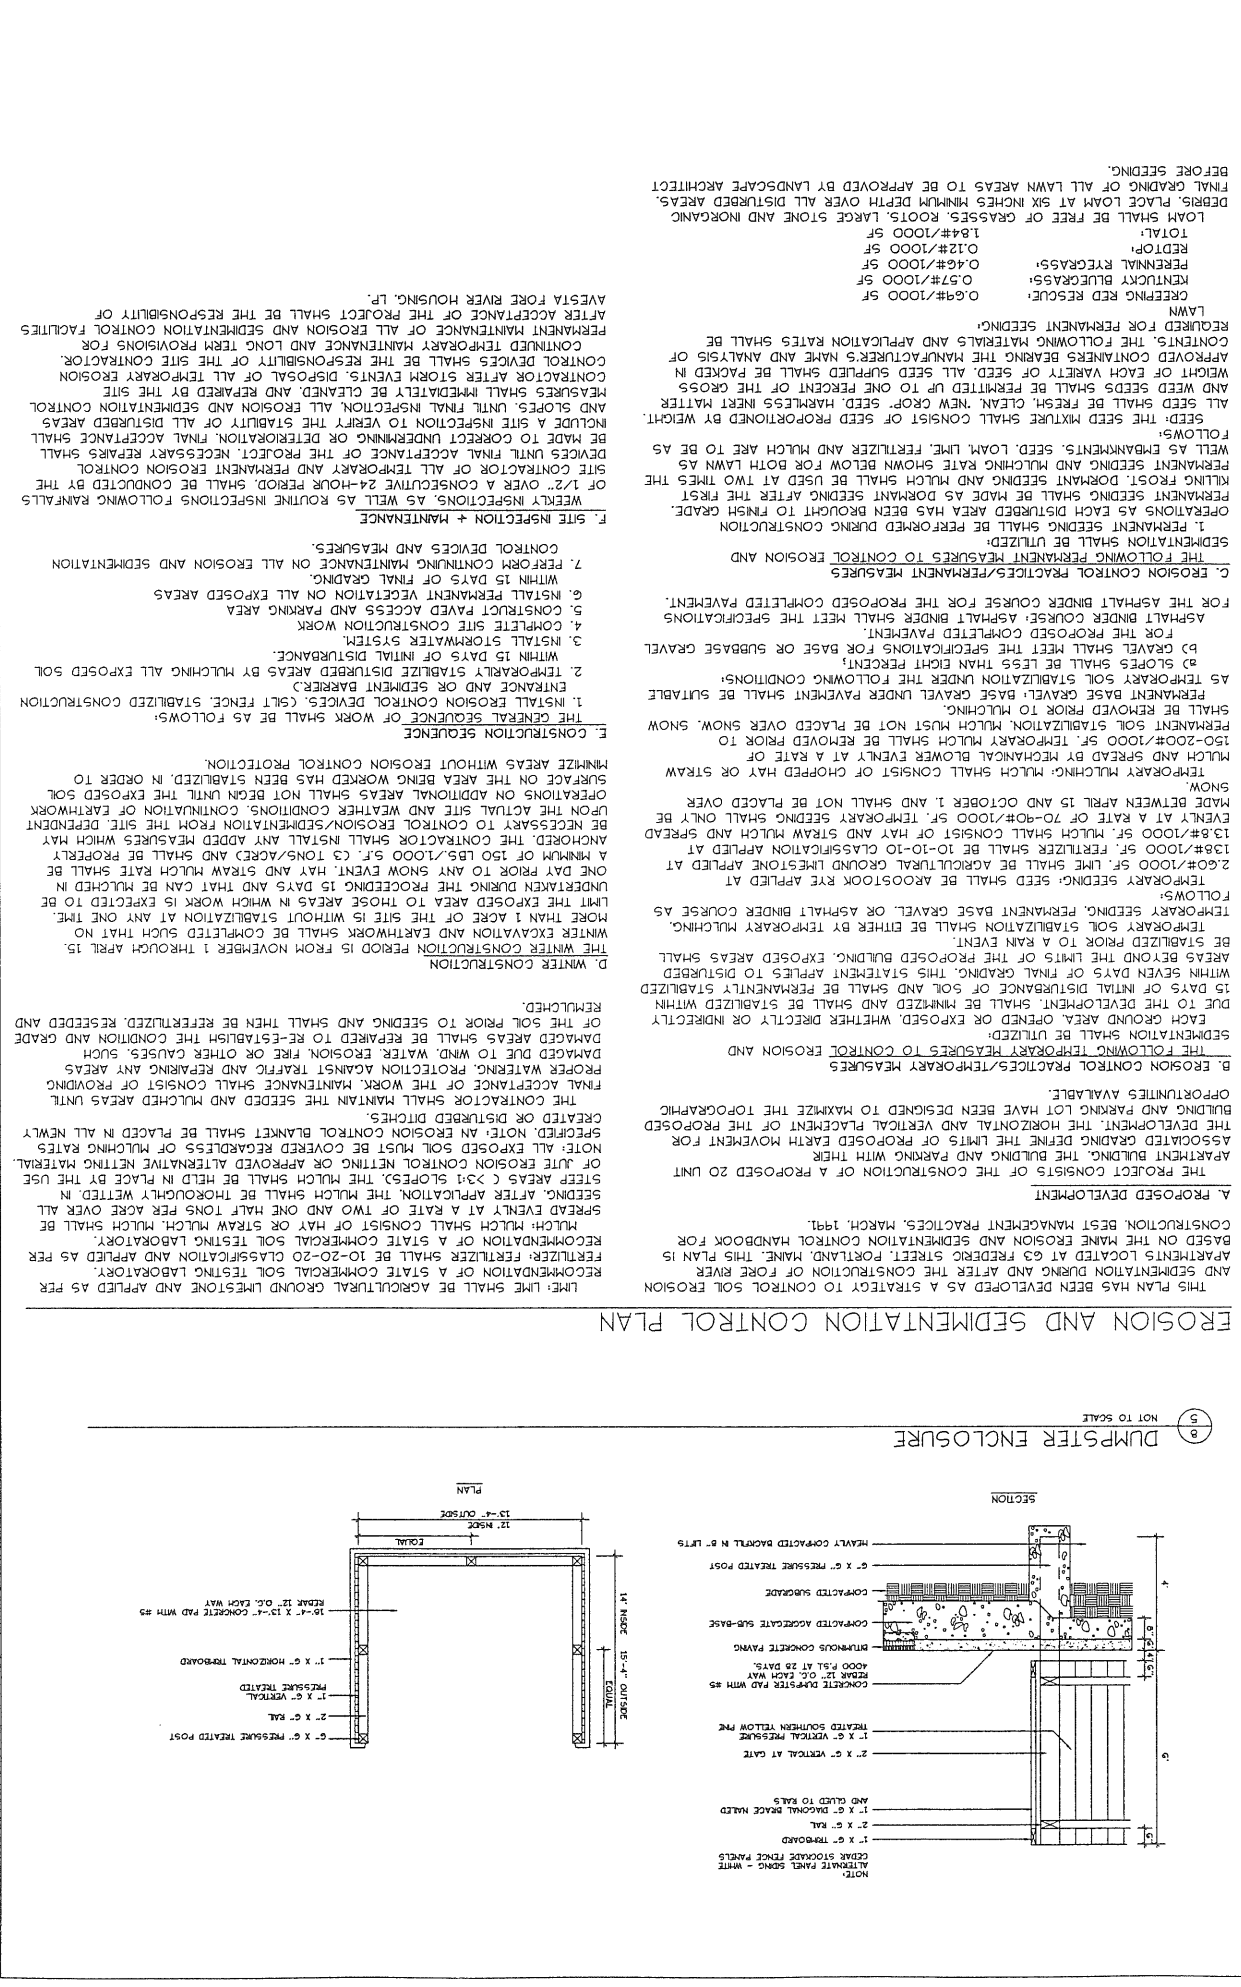 NOTE:
ALTERNATE PANEL SIDING - WHITE
CEDAR STOCKADE FENCE PANELS
1" X 6" TRIMBOARD
2" X 6" RAIL
1" X 6" DIAGONAL BRACE NAILED
AND GLUED TO RAILS
2" X 6" VERTICAL AT GATE
1" X 6" VERTICAL PRESSURE
TREATED SOUTHERN YELLOW PINE
CONCRETE DUMPSTER PAD WITH #5
REBAR 12" O.C. EACH WAY
4000 P.S.I. AT 28 DAYS.
BITUMINOUS CONCRETE PAVING
COMPACTED AGGREGATE SUB-BASE
COMPACTED SUBGRADE
6" X 6" PRESSURE TREATED POST
HEAVILY COMPACTED BACKFILL IN 8" LIFTS
6"
6'
6"
4"
6"
8"
4'
SECTION
6" X 6" PRESSURE TREATED POST
2" X 6" RAIL
1" X 6" VERTICAL
PRESSURE TREATED
1" X 6" HORIZONTAL TRIMBOARD
15'-4" X 13'-4" CONCRETE PAD WITH #5
REBAR 12" O.C. EACH WAY
EQUAL
15'-4" OUTSIDE
14' INSIDE
EQUAL
12' INSIDE
13'-4" OUTSIDE
PLAN
8
5
DUMPSTER ENCLOSURE
NOT TO SCALE
EROSION AND SEDIMENTATION CONTROL PLAN
THIS PLAN HAS BEEN DEVELOPED AS A STRATEGY TO CONTROL SOIL EROSION
AND SEDIMENTATION DURING AND AFTER THE CONSTRUCTION OF FORE RIVER
APARTMENTS LOCATED AT 63 FREDERIC STREET, PORTLAND, MAINE. THIS PLAN IS
BASED ON THE MAINE EROSION AND SEDIMENTATION CONTROL HANDBOOK FOR
CONSTRUCTION, BEST MANAGEMENT PRACTICES, MARCH, 1991.
A. PROPOSED DEVELOPMENT
THE PROJECT CONSISTS OF THE CONSTRUCTION OF A PROPOSED 20 UNIT
APARTMENT BUILDING. THE BUILDING AND PARKING WITH THEIR
ASSOCIATED GRADING DEFINE THE LIMITS OF PROPOSED EARTH MOVEMENT FOR
THE DEVELOPMENT. THE HORIZONTAL AND VERTICAL PLACEMENT OF THE PROPOSED
BUILDING AND PARKING LOT HAVE BEEN DESIGNED TO MAXIMIZE THE TOPOGRAPHIC
OPPORTUNITIES AVAILABLE.
B. EROSION CONTROL PRACTICES/TEMPORARY MEASURES
THE FOLLOWING TEMPORARY MEASURES TO CONTROL EROSION AND
SEDIMENTATION SHALL BE UTILIZED:
EACH GROUND AREA, OPENED OR EXPOSED, WHETHER DIRECTLY OR INDIRECTLY
DUE TO THE DEVELOPMENT, SHALL BE MINIMIZED AND SHALL BE STABILIZED WITHIN
15 DAYS OF INITIAL DISTURBANCE OF SOIL AND SHALL BE PERMANENTLY STABILIZED
WITHIN SEVEN DAYS OF FINAL GRADING. THIS STATEMENT APPLIES TO DISTURBED
AREAS BEYOND THE LIMITS OF THE PROPOSED BUILDING. EXPOSED AREAS SHALL
BE STABILIZED PRIOR TO A RAIN EVENT.
TEMPORARY SOIL STABILIZATION SHALL BE EITHER BY TEMPORARY MULCHING,
TEMPORARY SEEDING, PERMANENT BASE GRAVEL, OR ASPHALT BINDER COURSE AS
FOLLOWS:
TEMPORARY SEEDING: SEED SHALL BE AROOSTOOK RYE APPLIED AT
2.60#/1000 SF. LIME SHALL BE AGRICULTURAL GROUND LIMESTONE APPLIED AT
138#/1000 SF. FERTILIZER SHALL BE 10-10-10 CLASSIFICATION APPLIED AT
13.8#/1000 SF. MULCH SHALL CONSIST OF HAY AND STRAW MULCH AND SPREAD
EVENLY AT A RATE OF 70-90#/1000 SF. TEMPORARY SEEDING SHALL ONLY BE
MADE BETWEEN APRIL 15 AND OCTOBER 1, AND SHALL NOT BE PLACED OVER
SNOW.
TEMPORARY MULCHING: MULCH SHALL CONSIST OF CHOPPED HAY OR STRAW
MULCH AND SPREAD BY MECHANICAL BLOWER EVENLY AT A RATE OF
150-200#/1000 SF. TEMPORARY MULCH SHALL BE REMOVED PRIOR TO
PERMANENT SOIL STABILIZATION. MULCH MUST NOT BE PLACED OVER SNOW. SNOW
SHALL BE REMOVED PRIOR TO MULCHING.
PERMANENT BASE GRAVEL: BASE GRAVEL UNDER PAVEMENT SHALL BE SUITABLE
AS TEMPORARY SOIL STABILIZATION UNDER THE FOLLOWING CONDITIONS:
a) SLOPES SHALL BE LESS THAN EIGHT PERCENT;
b) GRAVEL SHALL MEET THE SPECIFICATIONS FOR BASE OR SUBBASE GRAVEL
FOR THE PROPOSED COMPLETED PAVEMENT.
ASPHALT BINDER COURSE: ASPHALT BINDER SHALL MEET THE SPECIFICATIONS
FOR THE ASPHALT BINDER COURSE FOR THE PROPOSED COMPLETED PAVEMENT.
C. EROSION CONTROL PRACTICES/PERMANENT MEASURES
THE FOLLOWING PERMANENT MEASURES TO CONTROL EROSION AND
SEDIMENTATION SHALL BE UTILIZED:
1. PERMANENT SEEDING SHALL BE PERFORMED DURING CONSTRUCTION
OPERATIONS AS EACH DISTURBED AREA HAS BEEN BROUGHT TO FINISH GRADE.
PERMANENT SEEDING SHALL BE MADE AS DORMANT SEEDING AFTER THE FIRST
KILLING FROST. DORMANT SEEDING AND MULCH SHALL BE USED AT TWO TIMES THE
PERMANENT SEEDING AND MULCHING RATE SHOWN BELOW FOR BOTH LAWN AS
WELL AS EMBANKMENTS. SEED, LOAM, LIME, FERTILIZER AND MULCH ARE TO BE AS
FOLLOWS:
SEED: THE SEED MIXTURE SHALL CONSIST OF SEED PROPORTIONED BY WEIGHT.
ALL SEED SHALL BE FRESH, CLEAN, "NEW CROP" SEED. HARMLESS INERT MATTER
AND WEED SEEDS SHALL BE PERMITTED UP TO ONE PERCENT OF THE GROSS
WEIGHT OF EACH VARIETY OF SEED. ALL SEED SUPPLIED SHALL BE PACKED IN
APPROVED CONTAINERS BEARING THE MANUFACTURER'S NAME AND ANALYSIS OF
CONTENTS. THE FOLLOWING MATERIALS AND APPLICATION RATES SHALL BE
REQUIRED FOR PERMANENT SEEDING:
LAWN
CREEPING RED RESCUE: 0.69#/1000 SF
KENTUCKY BLUEGRASS: 0.57#/1000 SF
PERENNIAL RYEGRASS: 0.46#/1000 SF
REDTOP: 0.12#/1000 SF
TOTAL: 1.84#/1000 SF
LOAM SHALL BE FREE OF GRASSES, ROOTS, LARGE STONE AND INORGANIC
DEBRIS. PLACE LOAM AT SIX INCHES MINIMUM DEPTH OVER ALL DISTURBED AREAS.
FINAL GRADING OF ALL LAWN AREAS TO BE APPROVED BY LANDSCAPE ARCHITECT
BEFORE SEEDING.
LIME: LIME SHALL BE AGRICULTURAL GROUND LIMESTONE AND APPLIED AS PER
RECOMMENDATION OF A STATE COMMERCIAL SOIL TESTING LABORATORY.
FERTILIZER: FERTILIZER SHALL BE 10-20-20 CLASSIFICATION AND APPLIED AS PER
RECOMMENDATION OF A STATE COMMERCIAL SOIL TESTING LABORATORY.
MULCH: MULCH SHALL CONSIST OF HAY OR STRAW MULCH. MULCH SHALL BE
SPREAD EVENLY AT A RATE OF TWO AND ONE HALF TONS PER ACRE OVER ALL
SEEDING. AFTER APPLICATION, THE MULCH SHALL BE THOROUGHLY WETTED. IN
STEEP AREAS ( >3:1 SLOPES), THE MULCH SHALL BE HELD IN PLACE BY THE USE
OF JUTE EROSION CONTROL NETTING OR APPROVED ALTERNATIVE NETTING MATERIAL.
NOTE: ALL EXPOSED SOIL MUST BE COVERED REGARDLESS OF MULCHING RATES
SPECIFIED. NOTE: AN EROSION CONTROL BLANKET SHALL BE PLACED IN ALL NEWLY
CREATED OR DISTURBED DITCHES.
THE CONTRACTOR SHALL MAINTAIN THE SEEDED AND MULCHED AREAS UNTIL
FINAL ACCEPTANCE OF THE WORK. MAINTENANCE SHALL CONSIST OF PROVIDING
PROPER WATERING, PROTECTION AGAINST TRAFFIC AND REPAIRING ANY AREAS
DAMAGED DUE TO WIND, WATER, EROSION, FIRE OR OTHER CAUSES. SUCH
DAMAGED AREAS SHALL BE REPAIRED TO RE-ESTABLISH THE CONDITION AND GRADE
OF THE SOIL PRIOR TO SEEDING AND SHALL THEN BE REFERTILIZED, RESEEDED AND
REMULCHED.
D. WINTER CONSTRUCTION
THE WINTER CONSTRUCTION PERIOD IS FROM NOVEMBER 1 THROUGH APRIL 15.
WINTER EXCAVATION AND EARTHWORK SHALL BE COMPLETED SUCH THAT NO
MORE THAN 1 ACRE OF THE SITE IS WITHOUT STABILIZATION AT ANY ONE TIME.
LIMIT THE EXPOSED AREA TO THOSE AREAS IN WHICH WORK IS EXPECTED TO BE
UNDERTAKEN DURING THE PROCEEDING 15 DAYS AND THAT CAN BE MULCHED IN
ONE DAY PRIOR TO ANY SNOW EVENT. HAY AND STRAW MULCH RATE SHALL BE
A MINIMUM OF 150 LBS./1,000 S.F. (3 TONS/ACRE) AND SHALL BE PROPERLY
ANCHORED. THE CONTRACTOR SHALL INSTALL ANY ADDED MEASURES WHICH MAY
BE NECESSARY TO CONTROL EROSION/SEDIMENTATION FROM THE SITE. DEPENDENT
UPON THE ACTUAL SITE AND WEATHER CONDITIONS, CONTINUATION OF EARTHWORK
OPERATIONS ON ADDITIONAL AREAS SHALL NOT BEGIN UNTIL THE EXPOSED SOIL
SURFACE ON THE AREA BEING WORKED HAS BEEN STABILIZED, IN ORDER TO
MINIMIZE AREAS WITHOUT EROSION CONTROL PROTECTION.
E. CONSTRUCTION SEQUENCE
THE GENERAL SEQUENCE OF WORK SHALL BE AS FOLLOWS:
1. INSTALL EROSION CONTROL DEVICES. (SILT FENCE, STABILIZED CONSTRUCTION
ENTRANCE AND OR SEDIMENT BARRIER.)
2. TEMPORARILY STABILIZE DISTURBED AREAS BY MULCHING ALL EXPOSED SOIL
WITHIN 15 DAYS OF INITIAL DISTURBANCE.
3. INSTALL STORMWATER SYSTEM.
4. COMPLETE SITE CONSTRUCTION WORK
5. CONSTRUCT PAVED ACCESS AND PARKING AREA
6. INSTALL PERMANENT VEGETATION ON ALL EXPOSED AREAS
WITHIN 15 DAYS OF FINAL GRADING.
7. PERFORM CONTINUING MAINTENANCE ON ALL EROSION AND SEDIMENTATION
CONTROL DEVICES AND MEASURES.
F. SITE INSPECTION + MAINTENANCE
WEEKLY INSPECTIONS, AS WELL AS ROUTINE INSPECTIONS FOLLOWING RAINFALLS
OF 1/2" OVER A CONSECUTIVE 24-HOUR PERIOD, SHALL BE CONDUCTED BY THE
SITE CONTRACTOR OF ALL TEMPORARY AND PERMANENT EROSION CONTROL
DEVICES UNTIL FINAL ACCEPTANCE OF THE PROJECT. NECESSARY REPAIRS SHALL
BE MADE TO CORRECT UNDERMINING OR DETERIORATION. FINAL ACCEPTANCE SHALL
INCLUDE A SITE INSPECTION TO VERIFY THE STABILITY OF ALL DISTURBED AREAS
AND SLOPES. UNTIL FINAL INSPECTION, ALL EROSION AND SEDIMENTATION CONTROL
MEASURES SHALL IMMEDIATELY BE CLEANED, AND REPAIRED BY THE SITE
CONTRACTOR AFTER STORM EVENTS. DISPOSAL OF ALL TEMPORARY EROSION
CONTROL DEVICES SHALL BE THE RESPONSIBILITY OF THE SITE CONTRACTOR.
CONTINUED TEMPORARY MAINTENANCE AND LONG TERM PROVISIONS FOR
PERMANENT MAINTENANCE OF ALL EROSION AND SEDIMENTATION CONTROL FACILITIES
AFTER ACCEPTANCE OF THE PROJECT SHALL BE THE RESPONSIBILITY OF
AVESTA FORE RIVER HOUSING, LP.